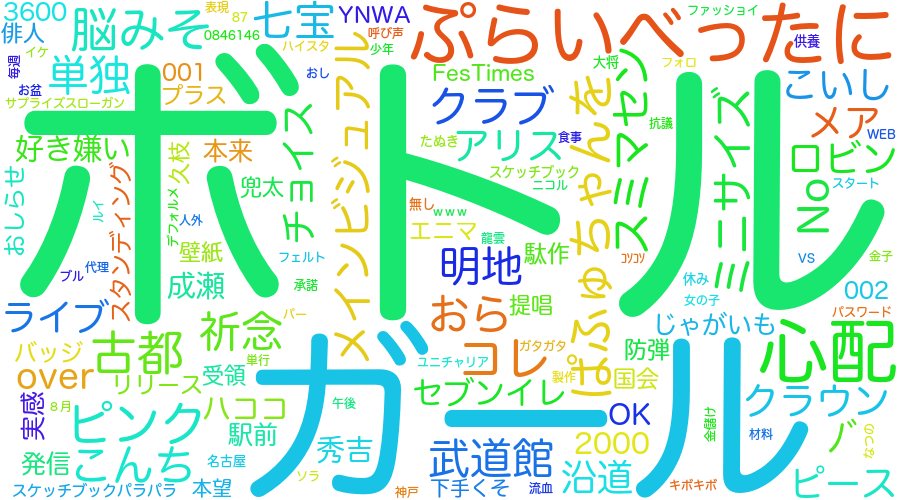 3600
俳人
脳みそ
七宝
YNWA
表現
87
0846146
呼び声
少年
ハイスタ
ぷらいべったに
ファッショイ
供養
毎週
イケ
お盆
サプライズスローガン
単独
001
プラス
おし
FesTimes
大将
フォロ
こいし
ボトル
メインビジュアル
クラブ
ぱふゅちゃんを
スミマセン
ミニサイズ
メア
WEB
好き嫌い
久枝
本来
チョイス
たぬき
アリス
食事
抗議
ロビン
No
おしらせ
スタンディング
ルイ
デフォルメ
人外
兜太
無し
www
スケッチブック
ニコル
スタート
壁紙
フェルト
エニマ
龍雲
駄作
コソコソ
VS
金子
ブル
代理
成瀬
承諾
明地
休み
女の子
002
ライブ
祈念
バー
おら
提唱
じゃがいも
パスワード
バッジ
古都
単行
ガール
コレ
ガタガタ
防弾
心配
over
リリース
受領
ユニチャリア
製作
国会
セブンイレ
実感
8月
ピンク
ハココ
午後
OK
金儲け
クラウン
発信
こんち
駅前
秀吉
武道館
2000
材料
バ
のつな
名古屋
ソラ
沿道
スケッチブックパラパラ
本望
神戸
下手くそ
流血
キポキポ
ピース